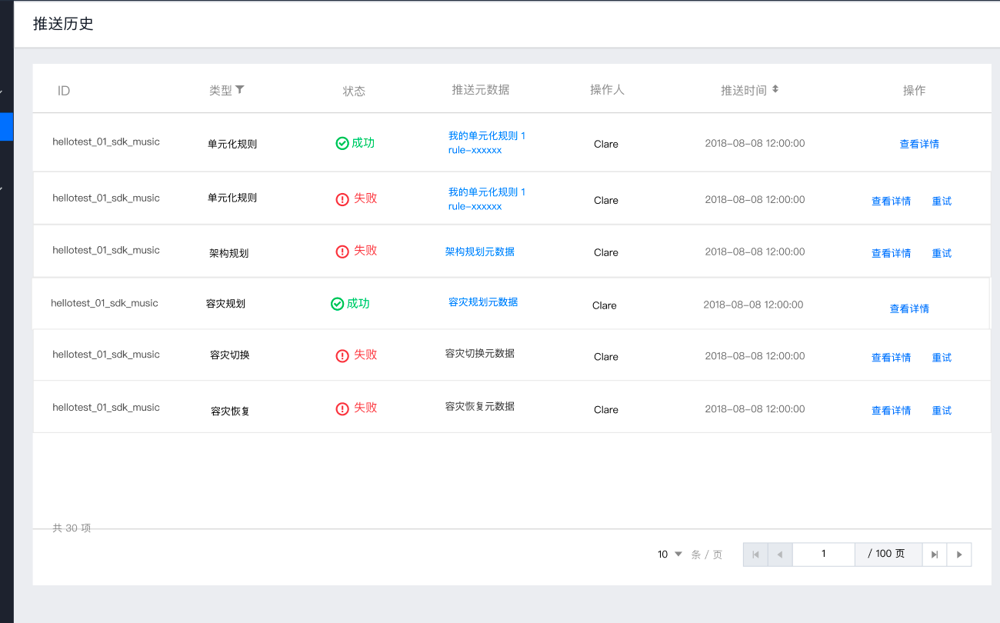 推送历史
ID 类型 状态 推送元数据 操作人 推送时间 操作
hellotest_01_sdk_music 单元化规则 成功 我的单元化规则 1 Clare 2018-08-08 12:00:00 查看详情
rule-xxxxxx
hellotest_01_sdk_music 单元化规则 失败 我的单元化规则 1 Clare 2018-08-08 12:00:00 查看详情 重试
rule-xxxxxx
hellotest_01_sdk_music 架构规划 失败 架构规划元数据 Clare 2018-08-08 12:00:00 查看详情 重试
hellotest_01_sdk_music 容灾规划 成功 容灾规划元数据 Clare 2018-08-08 12:00:00 查看详情
hellotest_01_sdk_music 容灾切换 失败 容灾切换元数据 Clare 2018-08-08 12:00:00 查看详情 重试
hellotest_01_sdk_music 容灾恢复 失败 容灾恢复元数据 Clare 2018-08-08 12:00:00 查看详情 重试
共 30 项
10 条 / 页 1 / 100 页